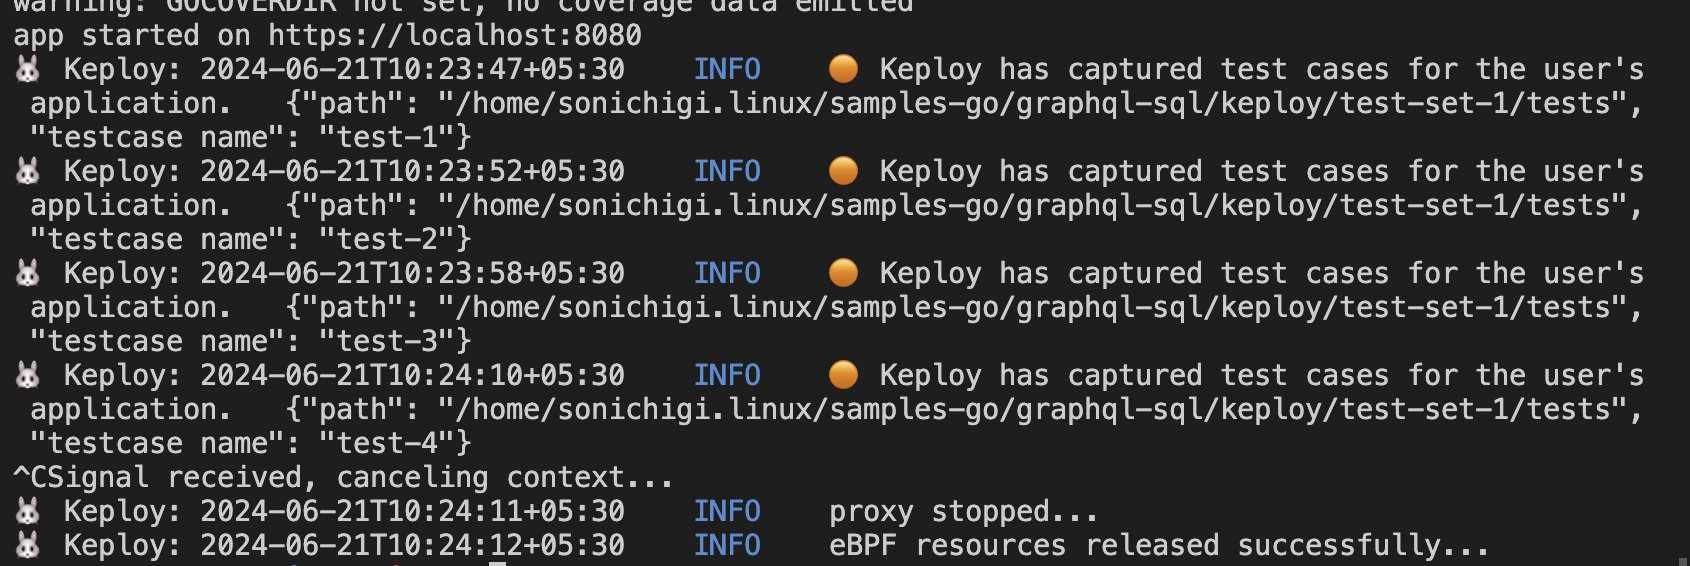 warning: GOCOVERDIR not set, no coverage data emitted
app started on https://localhost:8080
🐰 Keploy: 2024-06-21T10:23:47+05:30 INFO 🟠 Keploy has captured test cases for the user's
application. {"path": "/home/sonichigi.linux/samples-go/graphql-sql/keploy/test-set-1/tests",
"testcase name": "test-1"}
🐰 Keploy: 2024-06-21T10:23:52+05:30 INFO 🟠 Keploy has captured test cases for the user's
application. {"path": "/home/sonichigi.linux/samples-go/graphql-sql/keploy/test-set-1/tests",
"testcase name": "test-2"}
🐰 Keploy: 2024-06-21T10:23:58+05:30 INFO 🟠 Keploy has captured test cases for the user's
application. {"path": "/home/sonichigi.linux/samples-go/graphql-sql/keploy/test-set-1/tests",
"testcase name": "test-3"}
🐰 Keploy: 2024-06-21T10:24:10+05:30 INFO 🟠 Keploy has captured test cases for the user's
application. {"path": "/home/sonichigi.linux/samples-go/graphql-sql/keploy/test-set-1/tests",
"testcase name": "test-4"}
^CSignal received, canceling context...
🐰 Keploy: 2024-06-21T10:24:11+05:30 INFO proxy stopped...
🐰 Keploy: 2024-06-21T10:24:12+05:30 INFO eBPF resources released successfully...